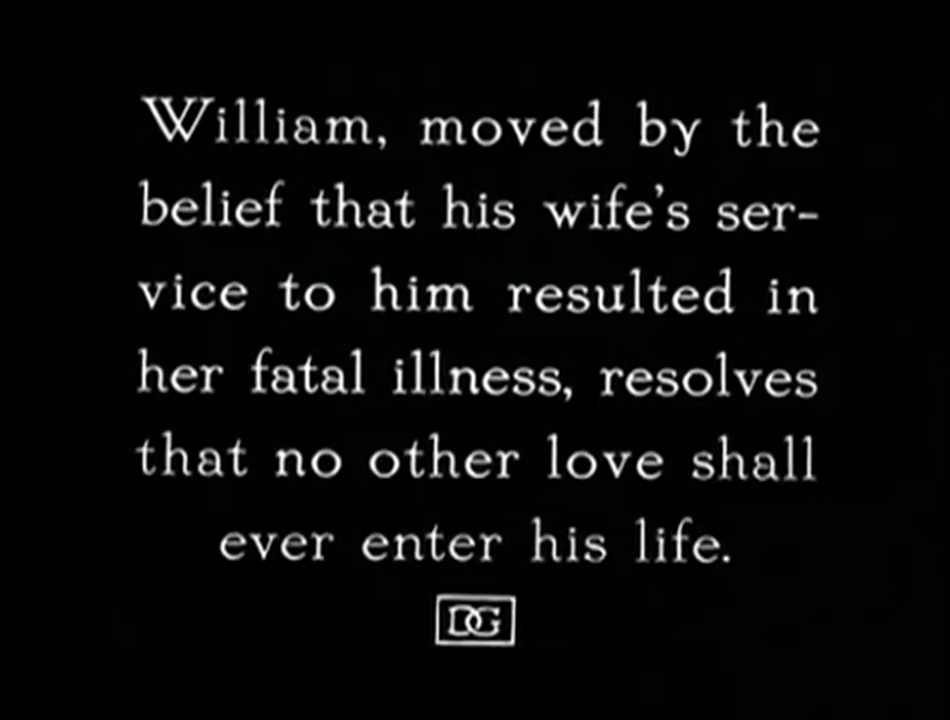 William, moved by the
belief that his wife's ser-
vice to him resulted in
her fatal illness, resolves
that no other love shall
ever enter his life.
DG